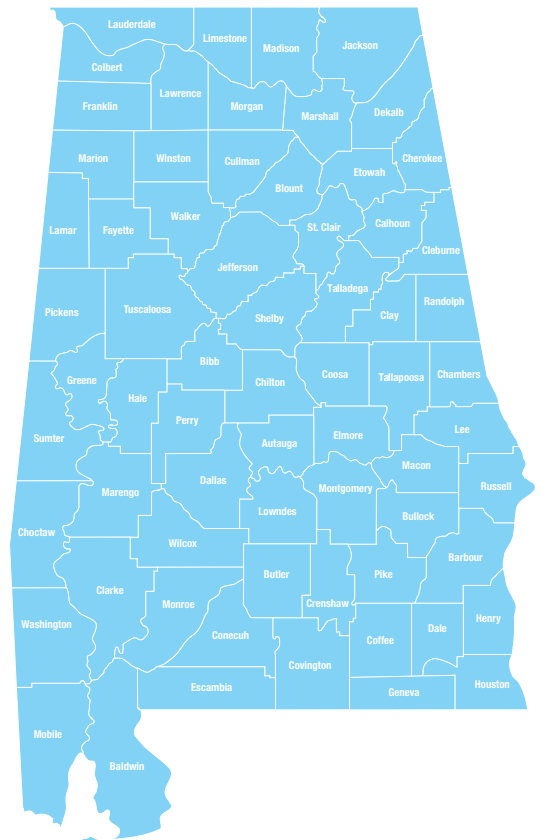 Lauderdale
Limestone
Madison
Jackson
Colbert
Lawrence
Franklin
Morgan
Marshall
Dekalb
Marion
Winston
Cullman
Cherokee
Etowah
Blount
Lamar
Fayette
Walker
St. Clair
Calhoun
Cleburne
Jefferson
Talladega
Pickens
Tuscaloosa
Shelby
Clay
Randolph
Bibb
Greene
Hale
Chilton
Coosa
Tallapoosa
Chambers
Perry
Sumter
Autauga
Elmore
Lee
Macon
Marengo
Dallas
Montgomery
Russell
Lowndes
Bullock
Choctaw
Wilcox
Barbour
Butler
Pike
Clarke
Monroe
Crenshaw
Washington
Conecuh
Coffee
Dale
Henry
Covington
Escambia
Geneva
Houston
Mobile
Baldwin